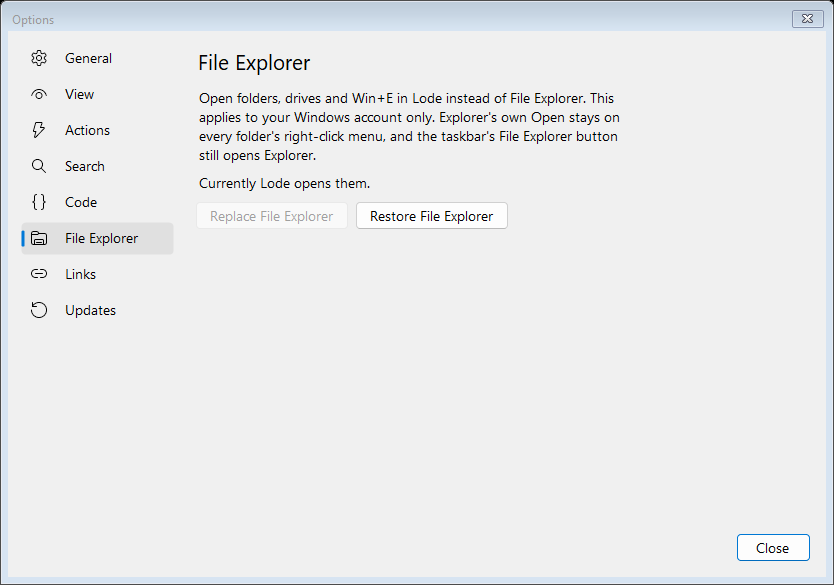 Options
General
View
Actions
Search
Code
File Explorer
Links
Updates
File Explorer
Open folders, drives and Win+E in Lode instead of File Explorer. This
applies to your Windows account only. Explorer's own Open stays on
every folder's right-click menu, and the taskbar's File Explorer button
still opens Explorer.
Currently Lode opens them.
Replace File Explorer
Restore File Explorer
Close